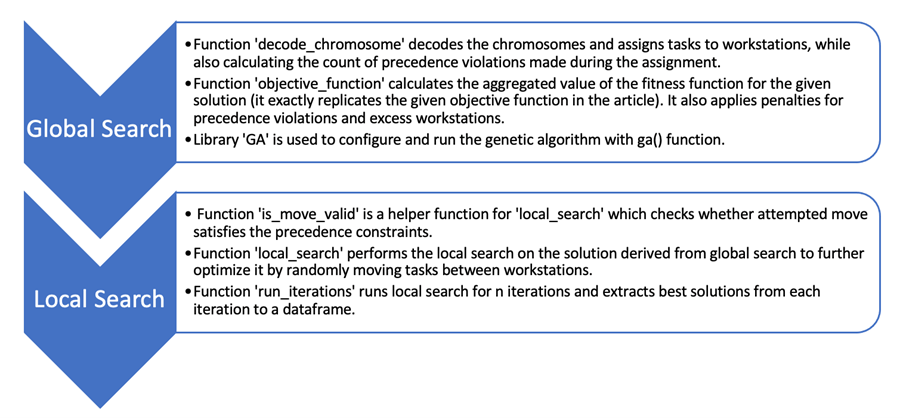 Global Search
• Function 'decode_chromosome' decodes the chromosomes and assigns tasks to workstations, while
also calculating the count of precedence violations made during the assignment.
• Function 'objective_function' calculates the aggregated value of the fitness function for the given
solution (it exactly replicates the given objective function in the article). It also applies penalties for
precedence violations and excess workstations.
• Library 'GA' is used to configure and run the genetic algorithm with ga() function.
Local Search
• Function 'is_move_valid' is a helper function for 'local_search' which checks whether attempted move
satisfies the precedence constraints.
• Function 'local_search' performs the local search on the solution derived from global search to further
optimize it by randomly moving tasks between workstations.
• Function 'run_iterations' runs local search for n iterations and extracts best solutions from each
iteration to a dataframe.